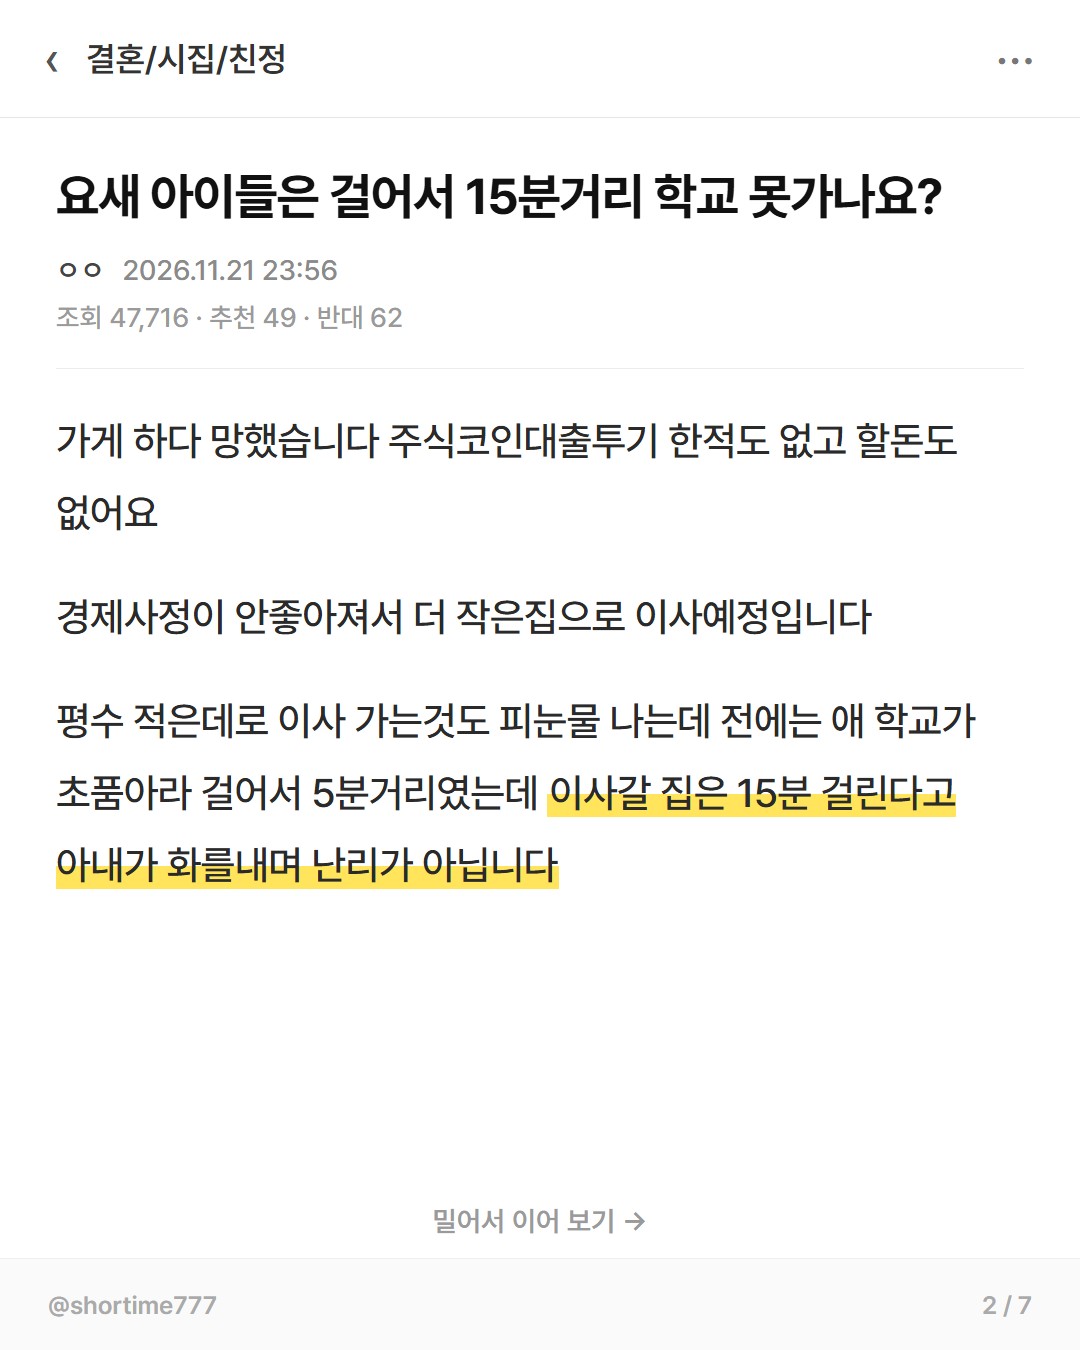 ‹ 결혼/시집/친정 ···
요새 아이들은 걸어서 15분거리 학교 못가나요?
ㅇㅇ 2026.11.21 23:56
조회 47,716 · 추천 49 · 반대 62
가게 하다 망했습니다 주식코인대출투기 한적도 없고 할돈도
없어요
경제사정이 안좋아져서 더 작은집으로 이사예정입니다
평수 적은데로 이사 가는것도 피눈물 나는데 전에는 애 학교가
초품아라 걸어서 5분거리였는데 이사갈 집은 15분 걸린다고
아내가 화를내며 난리가 아닙니다
밀어서 이어 보기 →
@shortime777 2 / 7